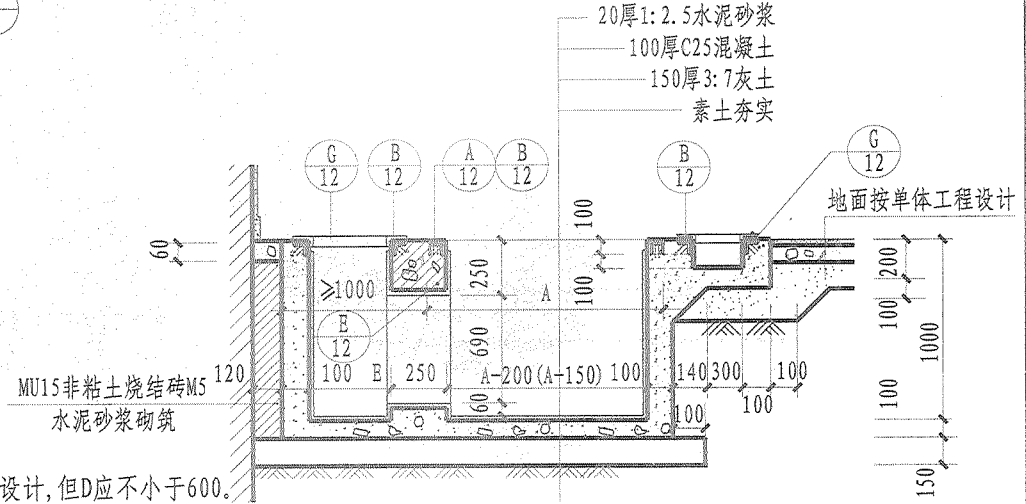 20厚1:2.5水泥砂浆
100厚C25混凝土
150厚3:7灰土
素土夯实
G B A B B G
12 12 12 12 12 12
地面按单体工程设计
60 100 200
≥1000 250 A 100 100
E
12
690 1000
MU15非粘土烧结砖M5
水泥砂浆砌筑
120 100 E 250 A-200(A-150) 100 140 300 100
60 100 100 100
150
设计,但D应不小于600。